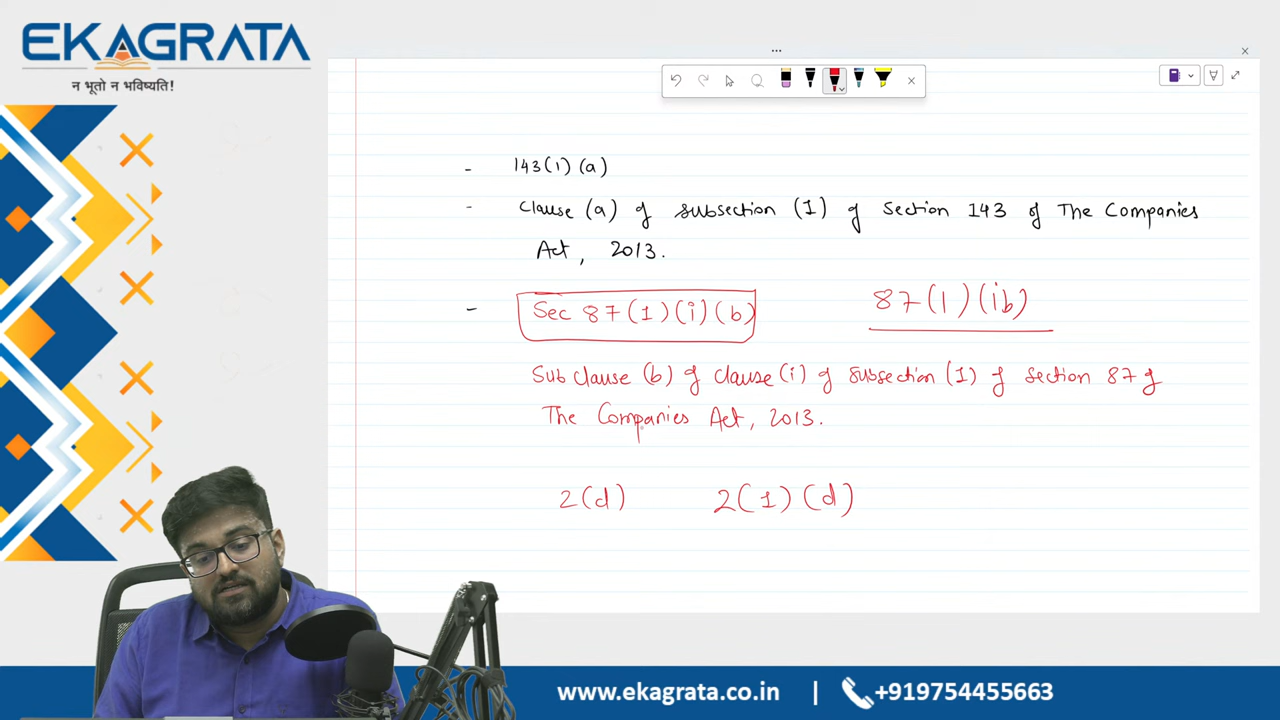 EKAGRATA
न भूतो न भविष्यति!
...
- 143(1)(a)
- Clause (a) of subsection (1) of section 143 of The Companies
Act, 2013.
- Sec 87(1)(i)(b) 87(1)(ib)
Sub clause (b) of clause (i) of subsection (1) of section 87 of
The Companies Act, 2013.
2(d) 2(1)(d)
www.ekagrata.co.in | +919754455663